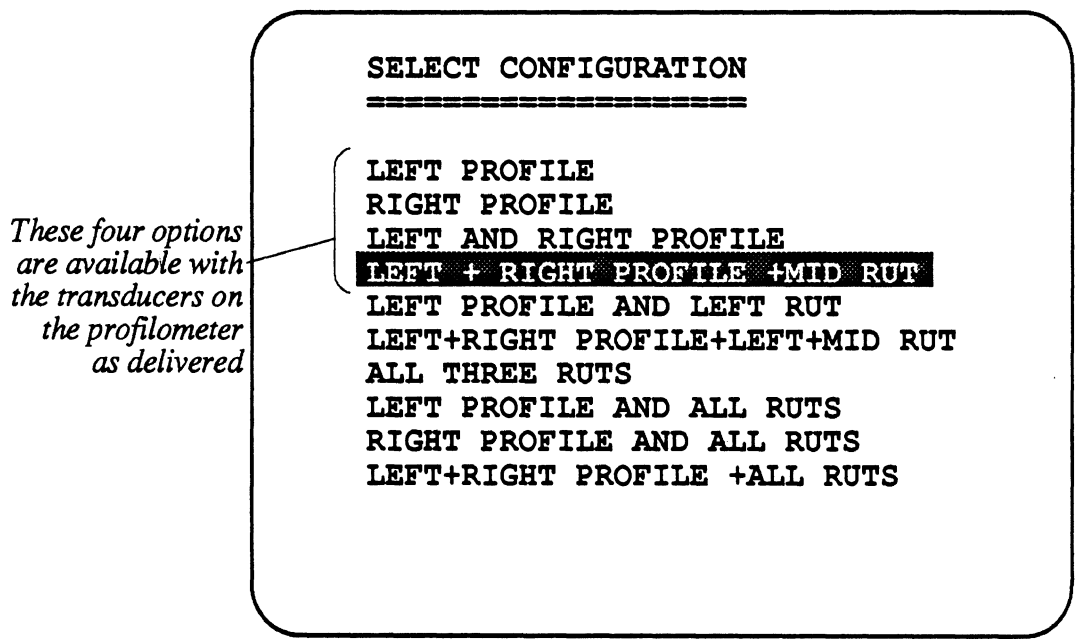 SELECT CONFIGURATION
====================
LEFT PROFILE
RIGHT PROFILE
LEFT AND RIGHT PROFILE
LEFT + RIGHT PROFILE +MID RUT
LEFT PROFILE AND LEFT RUT
LEFT+RIGHT PROFILE+LEFT+MID RUT
ALL THREE RUTS
LEFT PROFILE AND ALL RUTS
RIGHT PROFILE AND ALL RUTS
LEFT+RIGHT PROFILE +ALL RUTS
These four options
are available with
the transducers on
the profilometer
as delivered